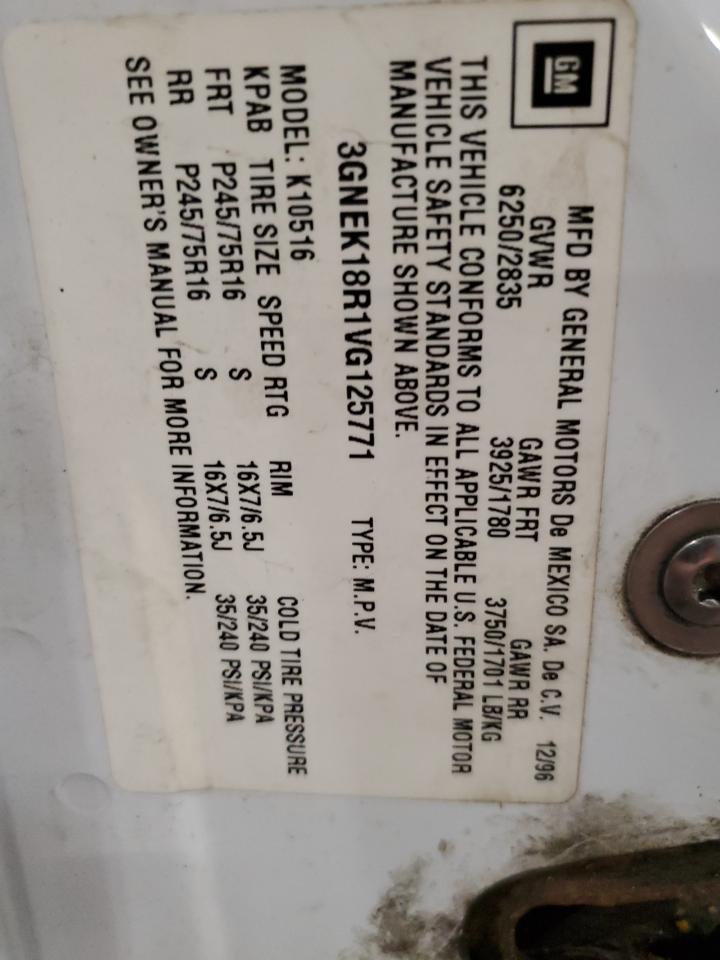 GM
MFD BY GENERAL MOTORS De MEXICO SA. De C.V. 12/96
GVWR GAWR FRT GAWR RR
6250/2835 3925/1780 3750/1701 LB/KG
THIS VEHICLE CONFORMS TO ALL APPLICABLE U.S. FEDERAL MOTOR
VEHICLE SAFETY STANDARDS IN EFFECT ON THE DATE OF
MANUFACTURE SHOWN ABOVE.
3GNEK18R1VG125771 TYPE: M.P.V.
MODEL: K10516
KPAB TIRE SIZE SPEED RTG RIM COLD TIRE PRESSURE
FRT P245/75R16 S 16X7/6.5J 35/240 PSI/KPA
RR P245/75R16 S 16X7/6.5J 35/240 PSI/KPA
SEE OWNER'S MANUAL FOR MORE INFORMATION.